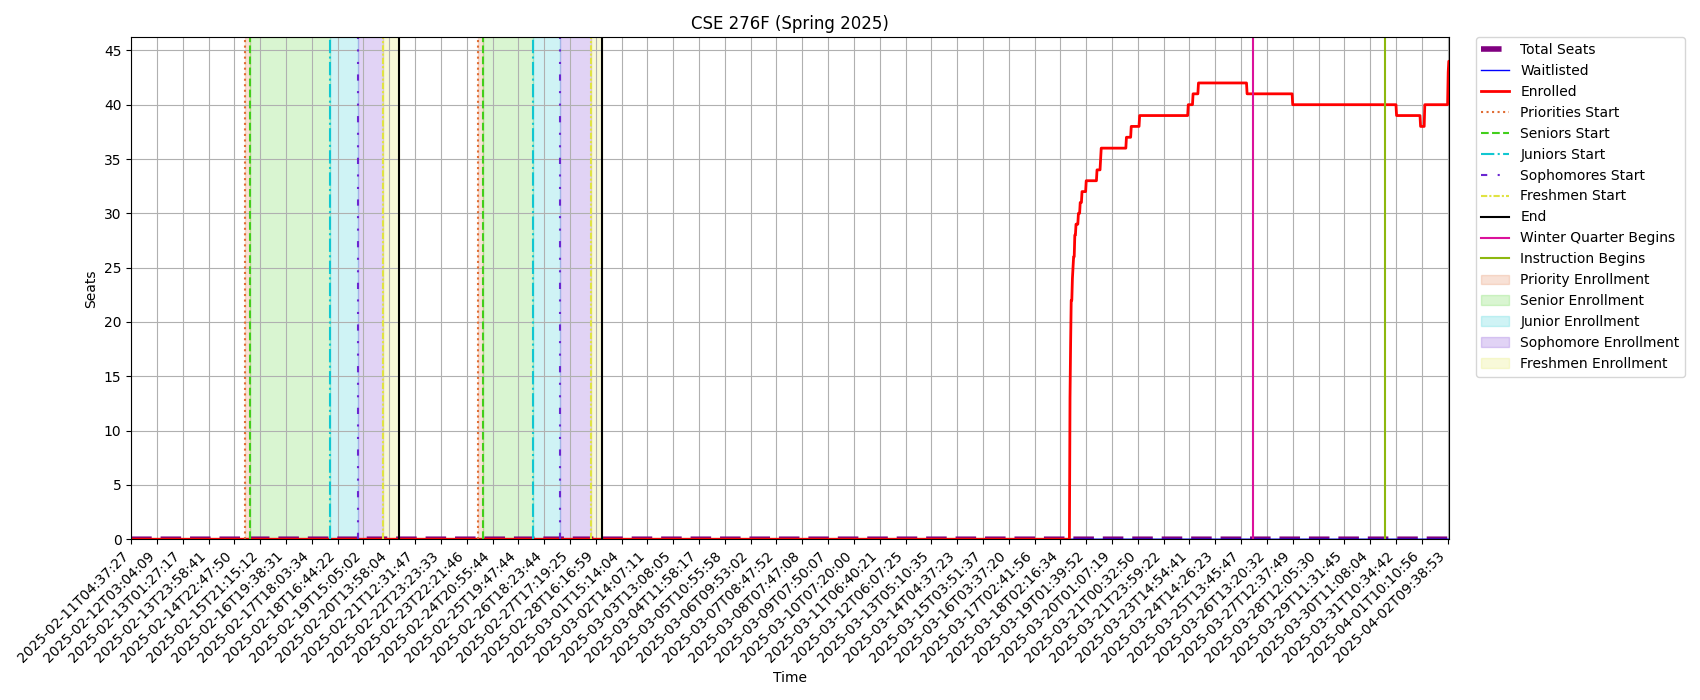 CSE 276F (Spring 2025)
Seats
45
40
35
30
25
20
15
10
5
0
2025-02-11T04:37:27
2025-02-12T03:04:09
2025-02-13T01:27:17
2025-02-13T23:58:41
2025-02-14T22:47:50
2025-02-15T21:15:12
2025-02-16T19:38:31
2025-02-17T18:03:34
2025-02-18T16:44:22
2025-02-19T15:05:02
2025-02-20T13:58:04
2025-02-21T12:31:47
2025-02-22T23:23:33
2025-02-23T22:21:46
2025-02-24T20:55:44
2025-02-25T19:47:44
2025-02-26T18:23:44
2025-02-27T17:19:25
2025-02-28T16:16:59
2025-03-01T15:14:04
2025-03-02T14:07:11
2025-03-03T13:08:05
2025-03-04T11:58:17
2025-03-05T10:55:58
2025-03-06T09:53:02
2025-03-07T08:47:52
2025-03-08T07:47:08
2025-03-09T07:50:07
2025-03-10T07:20:00
2025-03-11T06:40:21
2025-03-12T06:07:25
2025-03-13T05:10:35
2025-03-14T04:37:23
2025-03-15T03:51:37
2025-03-16T03:37:20
2025-03-17T02:41:56
2025-03-18T02:16:34
2025-03-19T01:39:52
2025-03-20T01:07:19
2025-03-21T00:32:50
2025-03-21T23:59:22
2025-03-23T14:54:41
2025-03-24T14:26:23
2025-03-25T13:45:47
2025-03-26T13:20:32
2025-03-27T12:37:49
2025-03-28T12:05:30
2025-03-29T11:31:45
2025-03-30T11:08:04
2025-03-31T10:34:42
2025-04-01T10:10:56
2025-04-02T09:38:53
Time
Total Seats
Waitlisted
Enrolled
Priorities Start
Seniors Start
Juniors Start
Sophomores Start
Freshmen Start
End
Winter Quarter Begins
Instruction Begins
Priority Enrollment
Senior Enrollment
Junior Enrollment
Sophomore Enrollment
Freshmen Enrollment